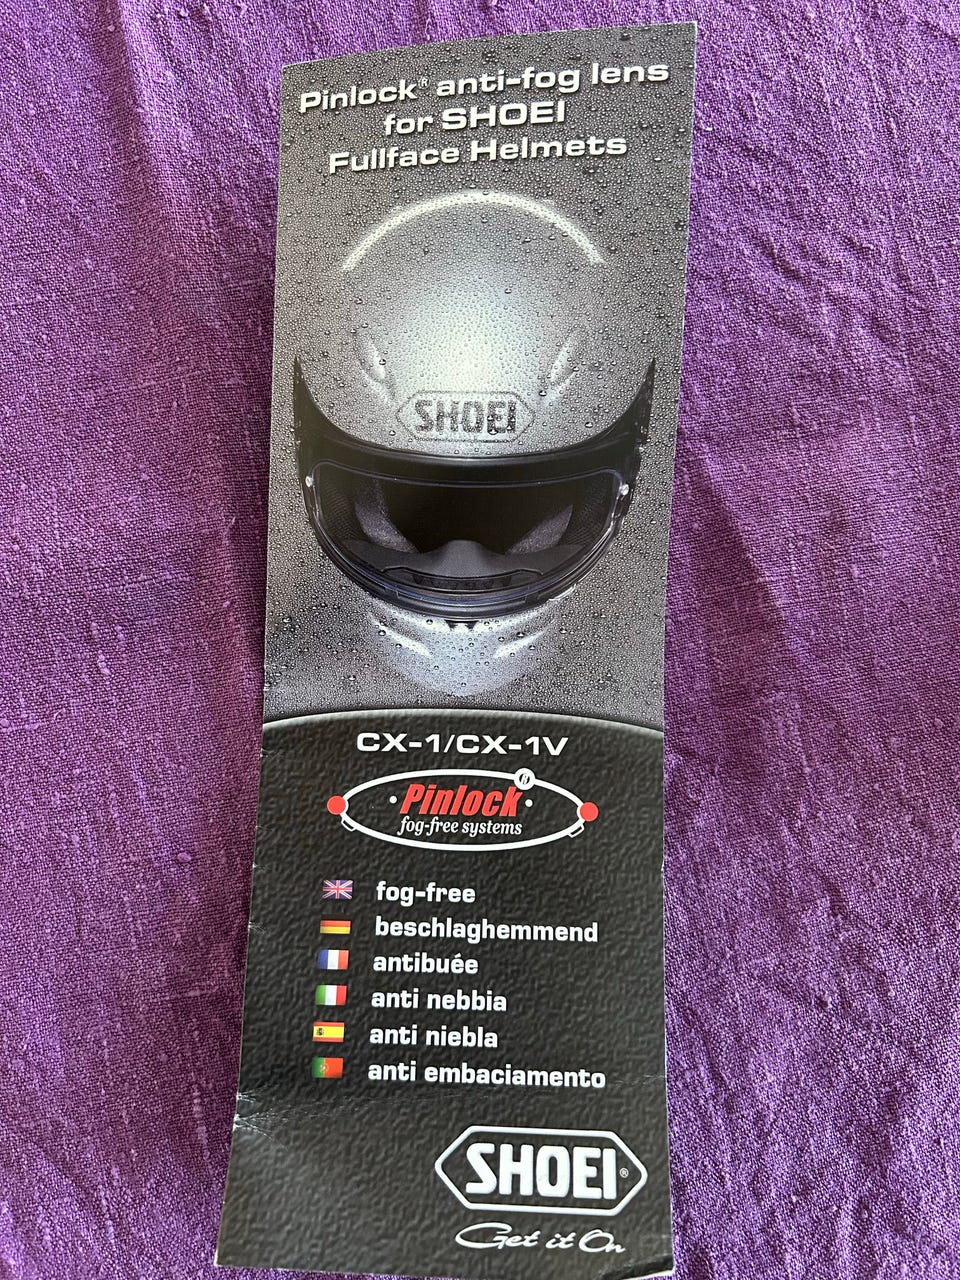 Pinlock® anti-fog lens
for SHOEI
Fullface Helmets
SHOEI
CX-1/CX-1V
Pinlock®
fog-free systems
fog-free
beschlaghemmend
antibuée
anti nebbia
anti niebla
anti embaciamento
SHOEI®
Get it On